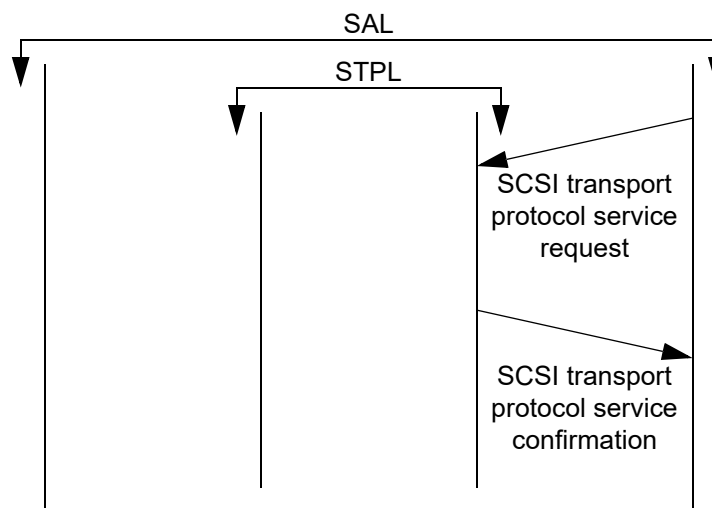 SAL
STPL
SCSI transport
protocol service
request
SCSI transport
protocol service
confirmation